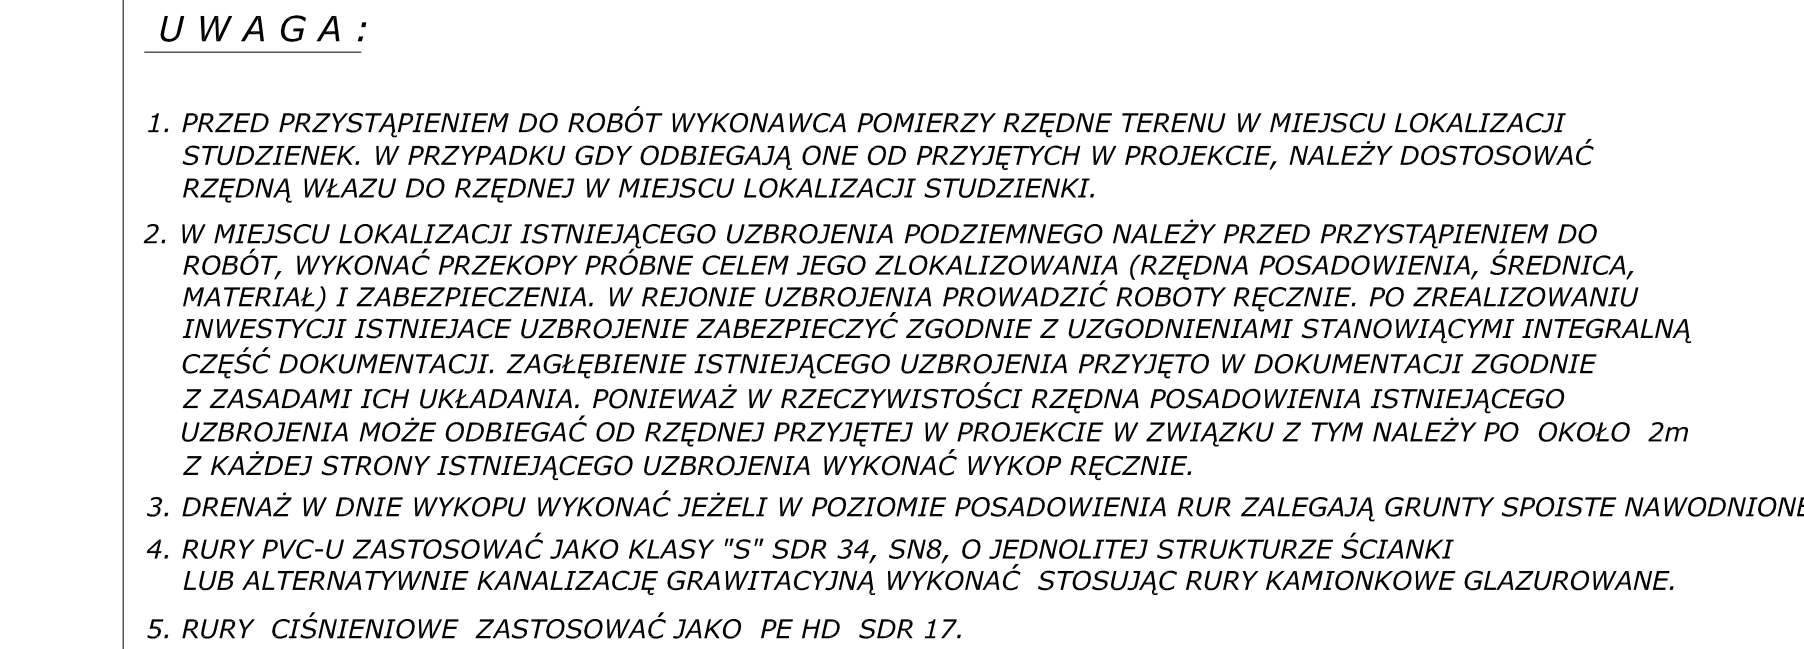 U W A G A :
1. PRZED PRZYSTĄPIENIEM DO ROBÓT WYKONAWCA POMIERZY RZĘDNE TERENU W MIEJSCU LOKALIZACJI
STUDZIENEK. W PRZYPADKU GDY ODBIEGAJĄ ONE OD PRZYJĘTYCH W PROJEKCIE, NALEŻY DOSTOSOWAĆ
RZĘDNĄ WŁAZU DO RZĘDNEJ W MIEJSCU LOKALIZACJI STUDZIENKI.
2. W MIEJSCU LOKALIZACJI ISTNIEJĄCEGO UZBROJENIA PODZIEMNEGO NALEŻY PRZED PRZYSTĄPIENIEM DO
ROBÓT, WYKONAĆ PRZEKOPY PRÓBNE CELEM JEGO ZLOKALIZOWANIA (RZĘDNA POSADOWIENIA, ŚREDNICA,
MATERIAŁ) I ZABEZPIECZENIA. W REJONIE UZBROJENIA PROWADZIĆ ROBOTY RĘCZNIE. PO ZREALIZOWANIU
INWESTYCJI ISTNIEJACE UZBROJENIE ZABEZPIECZYĆ ZGODNIE Z UZGODNIENIAMI STANOWIĄCYMI INTEGRALNĄ
CZĘŚĆ DOKUMENTACJI. ZAGŁĘBIENIE ISTNIEJĄCEGO UZBROJENIA PRZYJĘTO W DOKUMENTACJI ZGODNIE
Z ZASADAMI ICH UKŁADANIA. PONIEWAŻ W RZECZYWISTOŚCI RZĘDNA POSADOWIENIA ISTNIEJĄCEGO
UZBROJENIA MOŻE ODBIEGAĆ OD RZĘDNEJ PRZYJĘTEJ W PROJEKCIE W ZWIĄZKU Z TYM NALEŻY PO OKOŁO 2m
Z KAŻDEJ STRONY ISTNIEJĄCEGO UZBROJENIA WYKONAĆ WYKOP RĘCZNIE.
3. DRENAŻ W DNIE WYKOPU WYKONAĆ JEŻELI W POZIOMIE POSADOWIENIA RUR ZALEGAJĄ GRUNTY SPOISTE NAWODNIONE
4. RURY PVC-U ZASTOSOWAĆ JAKO KLASY "S" SDR 34, SN8, O JEDNOLITEJ STRUKTURZE ŚCIANKI
LUB ALTERNATYWNIE KANALIZACJĘ GRAWITACYJNĄ WYKONAĆ STOSUJĄC RURY KAMIONKOWE GLAZUROWANE.
5. RURY CIŚNIENIOWE ZASTOSOWAĆ JAKO PE HD SDR 17.